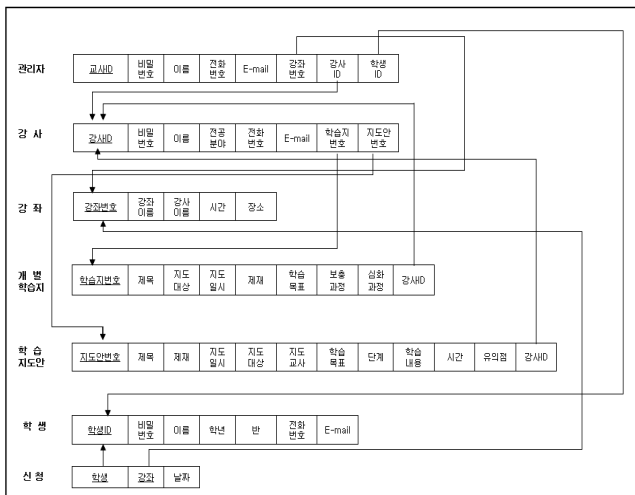 관리자 교사ID 비밀번호 이름 전화번호 E-mail 강좌번호 강사ID 학생ID
강 사 강사ID 비밀번호 이름 전공분야 전화번호 E-mail 학습지번호 지도안번호
강 좌 강좌번호 강좌이름 강사이름 시간 장소
개 별 학습지 학습지번호 제목 지도대상 지도일시 제재 학습목표 보충과정 심화과정 강사ID
학 습 지도안 지도안번호 제목 제재 지도일시 지도대상 지도교사 학습목표 단계 학습내용 시간 유의점 강사ID
학 생 학생ID 비밀번호 이름 학년 반 전화번호 E-mail
신 청 학생 강좌 날짜